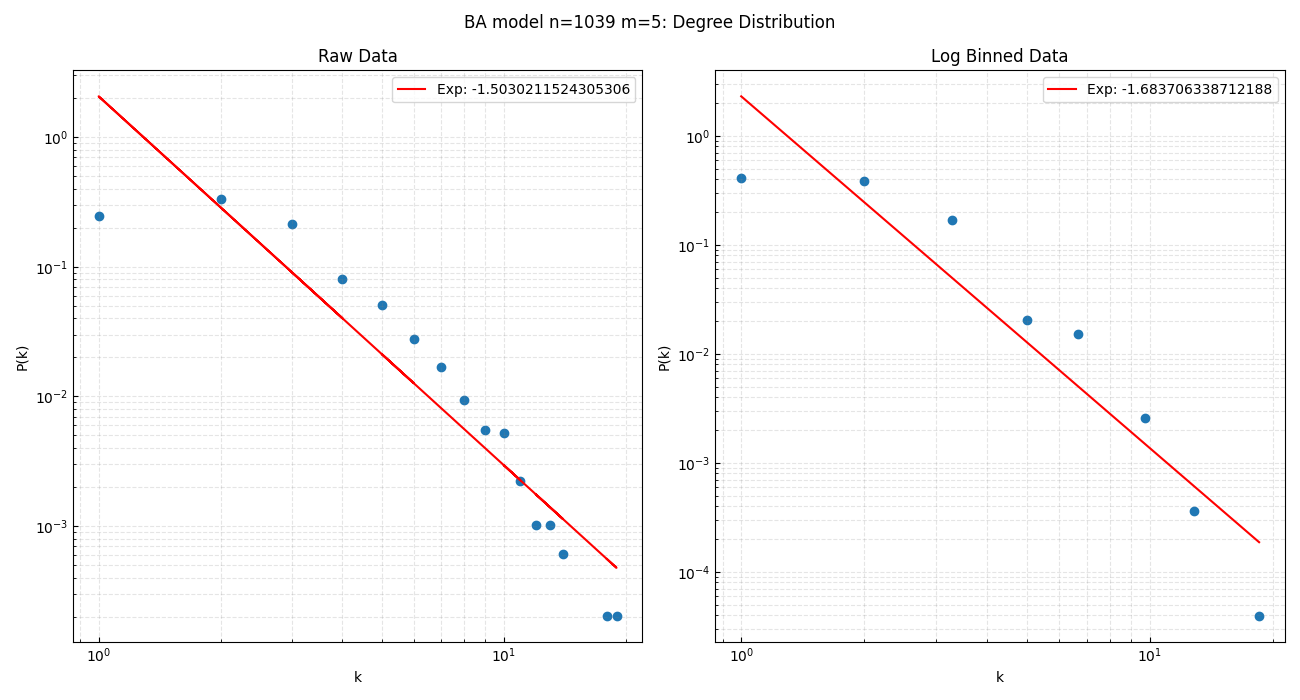 BA model n=1039 m=5: Degree Distribution
Raw Data
Exp: -1.5030211524305306
P(k)
10⁰
10⁻¹
10⁻²
10⁻³
10⁰
10¹
k
Log Binned Data
Exp: -1.683706338712188
P(k)
10⁰
10⁻¹
10⁻²
10⁻³
10⁻⁴
10⁰
10¹
k